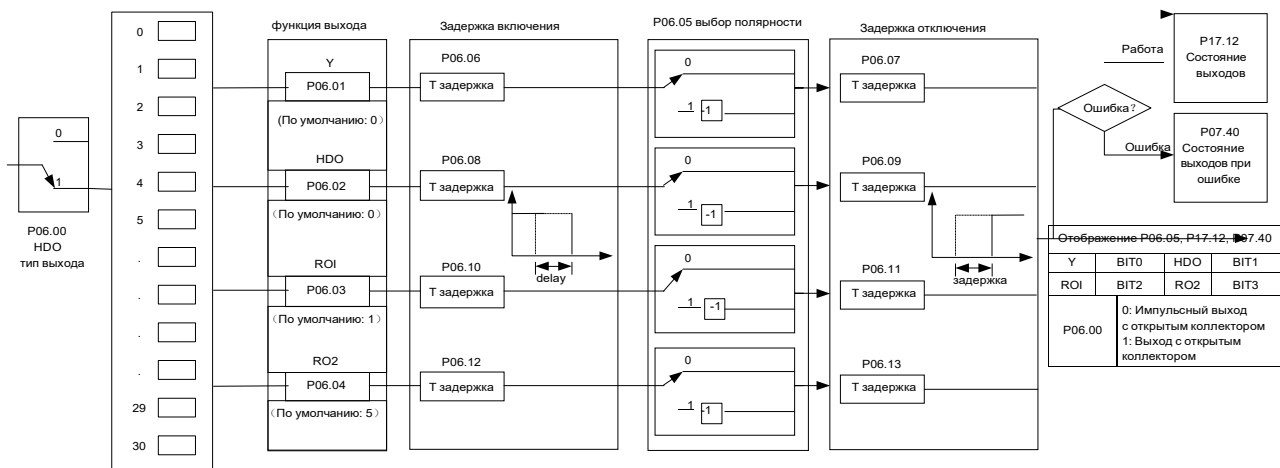 0
1
2
3
4
5
.
.
.
.
29
30
0
1
P06.00
HDO
тип выхода
функция выхода
Y
P06.01
(По умолчанию: 0)
HDO
P06.02
(По умолчанию: 0)
ROI
P06.03
(По умолчанию: 1)
RO2
P06.04
(По умолчанию: 5)
Задержка включения
P06.06
Т задержка
P06.08
Т задержка
delay
P06.10
Т задержка
P06.12
Т задержка
P06.05 выбор полярности
0
1
-1
0
1
-1
0
1
-1
0
1
-1
Задержка отключения
P06.07
Т задержка
P06.09
Т задержка
задержка
P06.11
Т задержка
P06.13
Т задержка
Работа
P17.12
Состояние
выходов
Ошибка?
Ошибка
P07.40
Состояние
выходов при
ошибке
Отображение P06.05, P17.12, P07.40
Y BIT0 HDO BIT1
ROI BIT2 RO2 BIT3
P06.00
0: Импульсный выход
с открытым коллектором
1: Выход с открытым
коллектором